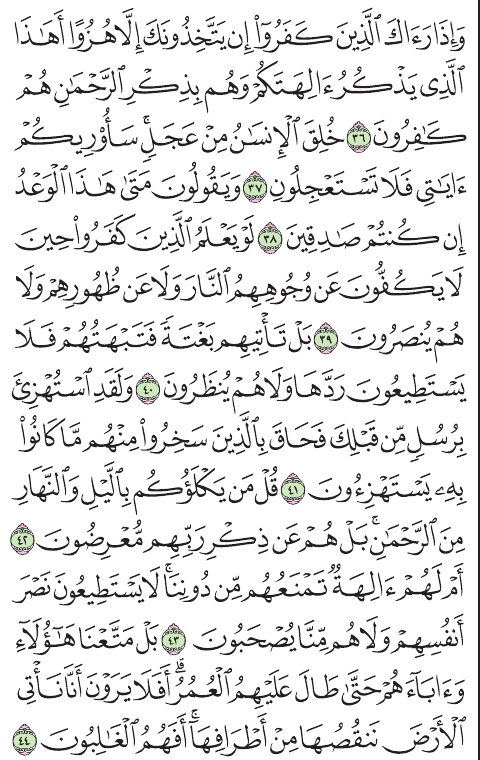 وَإِذَا رَءَاكَ ٱلَّذِينَ كَفَرُوٓا۟ إِن يَتَّخِذُونَكَ إِلَّا هُزُوًا أَهَـٰذَا
ٱلَّذِى يَذْكُرُ ءَالِهَتَكُمْ وَهُم بِذِكْرِ ٱلرَّحْمَـٰنِ هُمْ
كَـٰفِرُونَ ٣٦ خُلِقَ ٱلْإِنسَـٰنُ مِنْ عَجَلٍ ۚ سَأُو۟رِيكُمْ
ءَايَـٰتِى فَلَا تَسْتَعْجِلُونِ ٣٧ وَيَقُولُونَ مَتَىٰ هَـٰذَا ٱلْوَعْدُ
إِن كُنتُمْ صَـٰدِقِينَ ٣٨ لَوْ يَعْلَمُ ٱلَّذِينَ كَفَرُوا۟ حِينَ
لَا يَكُفُّونَ عَن وُجُوهِهِمُ ٱلنَّارَ وَلَا عَن ظُهُورِهِمْ وَلَا
هُمْ يُنصَرُونَ ٣٩ بَلْ تَأْتِيهِم بَغْتَةً فَتَبْهَتُهُمْ فَلَا
يَسْتَطِيعُونَ رَدَّهَا وَلَا هُمْ يُنظَرُونَ ٤٠ وَلَقَدِ ٱسْتُهْزِئَ
بِرُسُلٍ مِّن قَبْلِكَ فَحَاقَ بِٱلَّذِينَ سَخِرُوا۟ مِنْهُم مَّا كَانُوا۟
بِهِۦ يَسْتَهْزِءُونَ ٤١ قُلْ مَن يَكْلَؤُكُم بِٱلَّيْلِ وَٱلنَّهَارِ
مِنَ ٱلرَّحْمَـٰنِ ۗ بَلْ هُمْ عَن ذِكْرِ رَبِّهِم مُّعْرِضُونَ ٤٢
أَمْ لَهُمْ ءَالِهَةٌ تَمْنَعُهُم مِّن دُونِنَا ۚ لَا يَسْتَطِيعُونَ نَصْرَ
أَنفُسِهِمْ وَلَا هُم مِّنَّا يُصْحَبُونَ ٤٣ بَلْ مَتَّعْنَا هَـٰٓؤُلَآءِ
وَءَابَآءَهُمْ حَتَّىٰ طَالَ عَلَيْهِمُ ٱلْعُمُرُ ۗ أَفَلَا يَرَوْنَ أَنَّا نَأْتِى
ٱلْأَرْضَ نَنقُصُهَا مِنْ أَطْرَافِهَآ ۚ أَفَهُمُ ٱلْغَـٰلِبُونَ ٤٤